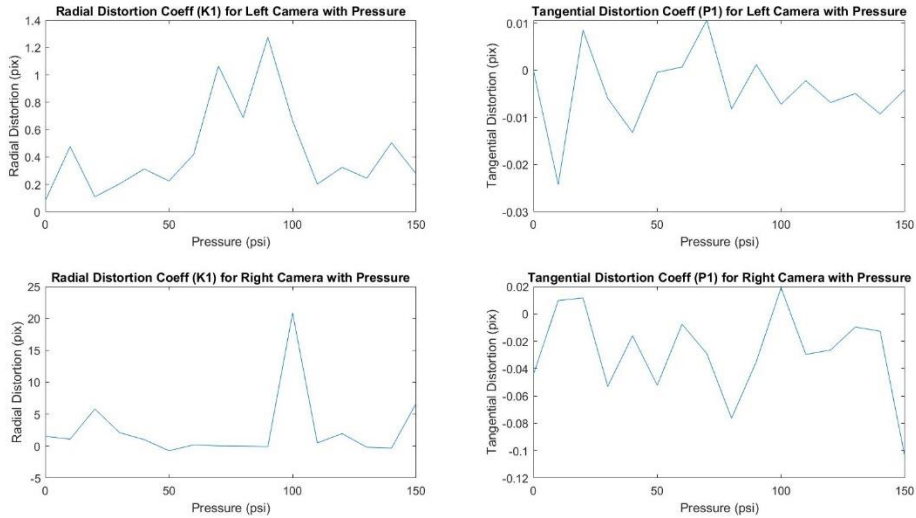 Radial Distortion Coeff (K1) for Left Camera with Pressure
1.4
1.2
1
0.8
0.6
0.4
0.2
0
Radial Distortion (pix)
0 50 100 150
Pressure (psi)
Tangential Distortion Coeff (P1) for Left Camera with Pressure
0.01
0
-0.01
-0.02
-0.03
Tangential Distortion (pix)
0 50 100 150
Pressure (psi)
Radial Distortion Coeff (K1) for Right Camera with Pressure
25
20
15
10
5
0
-5
Radial Distortion (pix)
0 50 100 150
Pressure (psi)
Tangential Distortion Coeff (P1) for Right Camera with Pressure
0.02
0
-0.02
-0.04
-0.06
-0.08
-0.1
-0.12
Tangential Distortion (pix)
0 50 100 150
Pressure (psi)